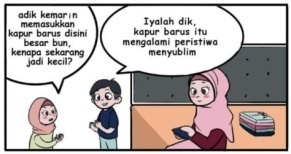 adik kemarin
memasukkan
kapur barus disini
besar bun,
kenapa sekarang
jadi kecil?
Iyalah dik,
kapur barus itu
mengalami peristiwa
menyublim